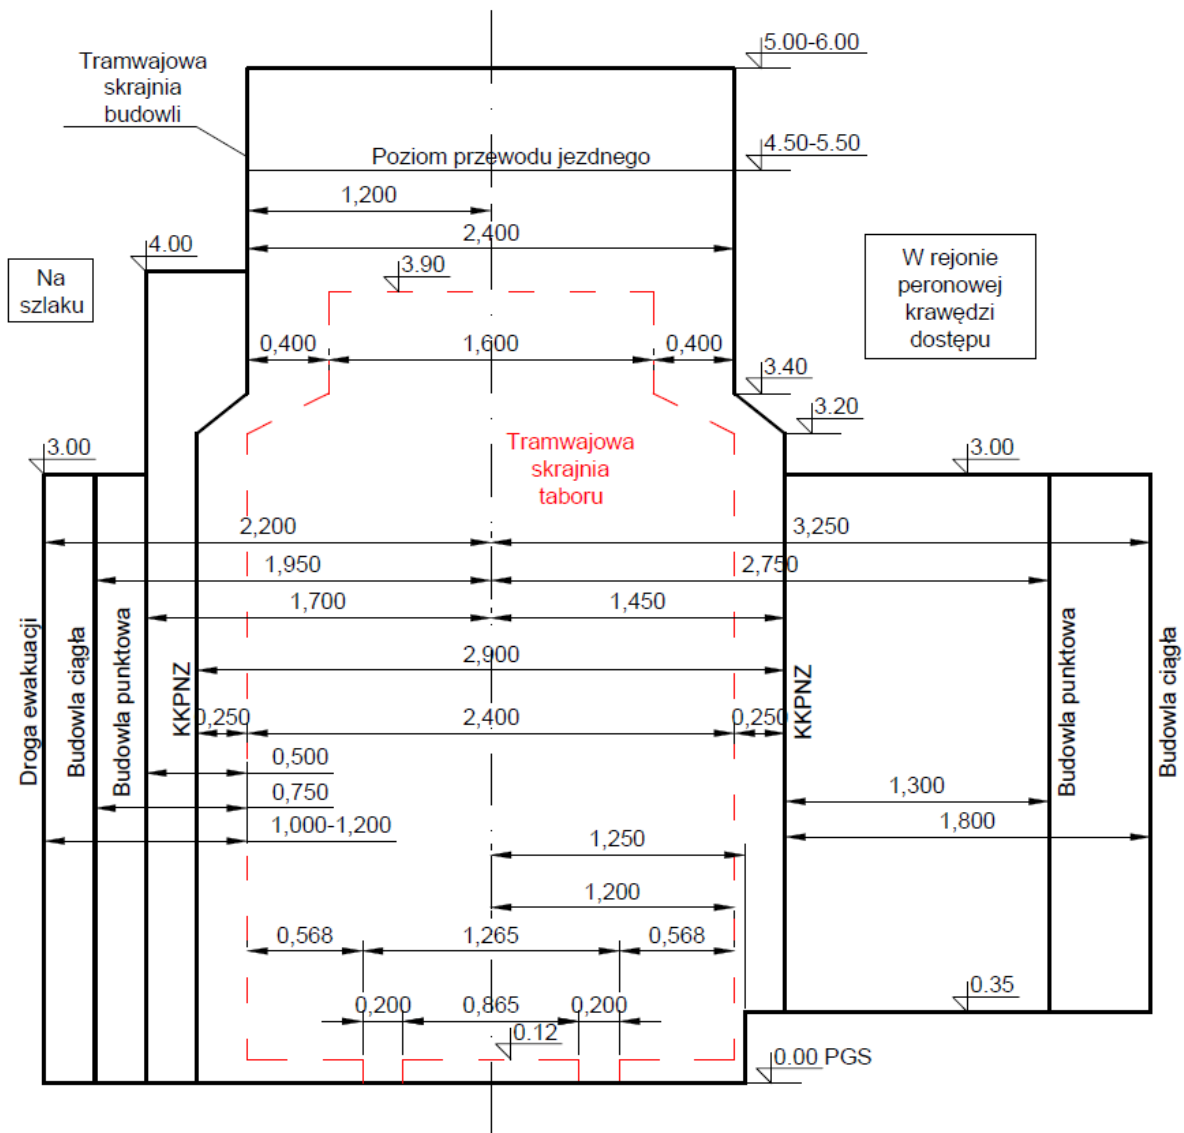 Tramwajowa
skrajnia
budowli
5.00-6.00
Poziom przewodu jezdnego
4.50-5.50
1,200
2,400
4.00
3.90
Na
szlaku
W rejonie
peronowej
krawędzi
dostępu
0,400
1,600
0,400
3.40
3.20
Tramwajowa
skrajnia
taboru
3.00
3.00
2,200
3,250
1,950
2,750
1,700
1,450
2,900
0,250
2,400
0,250
Droga ewakuacji
Budowla ciągła
Budowla punktowa
KKPNZ
KKPNZ
Budowla punktowa
Budowla ciągła
0,500
0,750
1,000-1,200
1,300
1,800
1,250
1,200
0,568
1,265
0,568
0,200
0,865
0,200
0.12
0.35
0.00 PGS